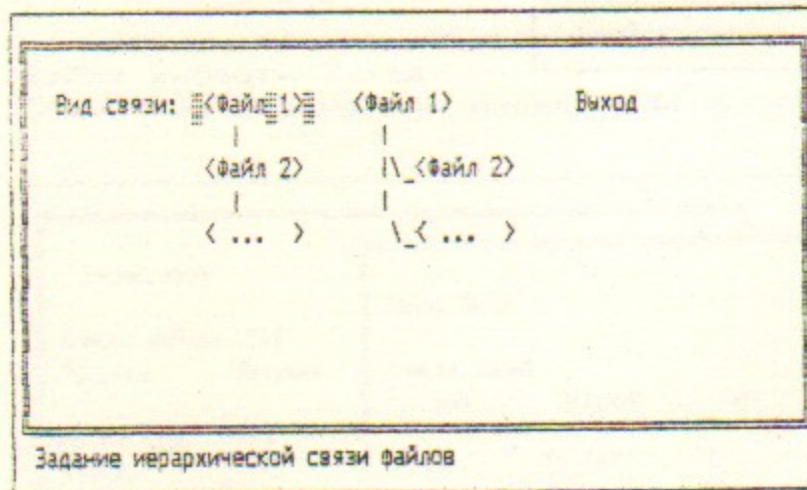 Вид связи: <Файл 1> <Файл 1> Выход
| |
<Файл 2> |\_<Файл 2>
| |
< ... > \_< ... >
Задание иерархической связи файлов